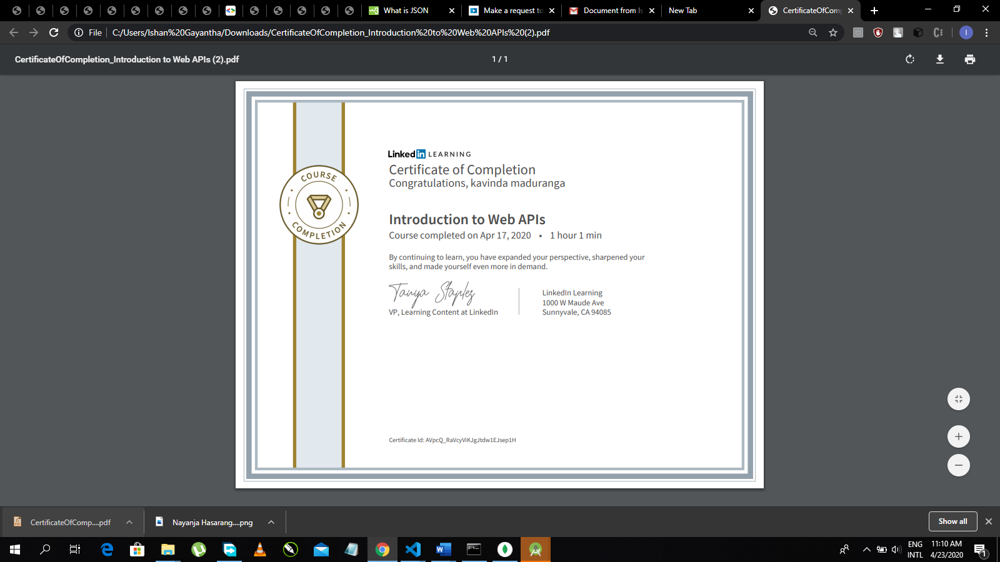 What is JSON
Make a request to
Document from Is
New Tab
CertificateOfComp
File
C:/Users/Ishan%20Gayantha/Downloads/CertificateOfCompletion_Introduction%20to%20Web%20APIs%20(2).pdf
I
CertificateOfCompletion_Introduction to Web APIs (2).pdf
1 / 1
Linked in LEARNING
Certificate of Completion
Congratulations, kavinda maduranga
COURSE
COMPLETION
Introduction to Web APIs
Course completed on Apr 17, 2020 • 1 hour 1 min
By continuing to learn, you have expanded your perspective, sharpened your
skills, and made yourself even more in demand.
Tanya Staples
VP, Learning Content at LinkedIn
LinkedIn Learning
1000 W Maude Ave
Sunnyvale, CA 94085
Certificate Id: AVpcQ_RaVcyViKJgJtdw1EJsep1H
CertificateOfComp....pdf
Nayanja Hasarang....png
Show all
ENG
INTL
11:10 AM
4/23/2020
1